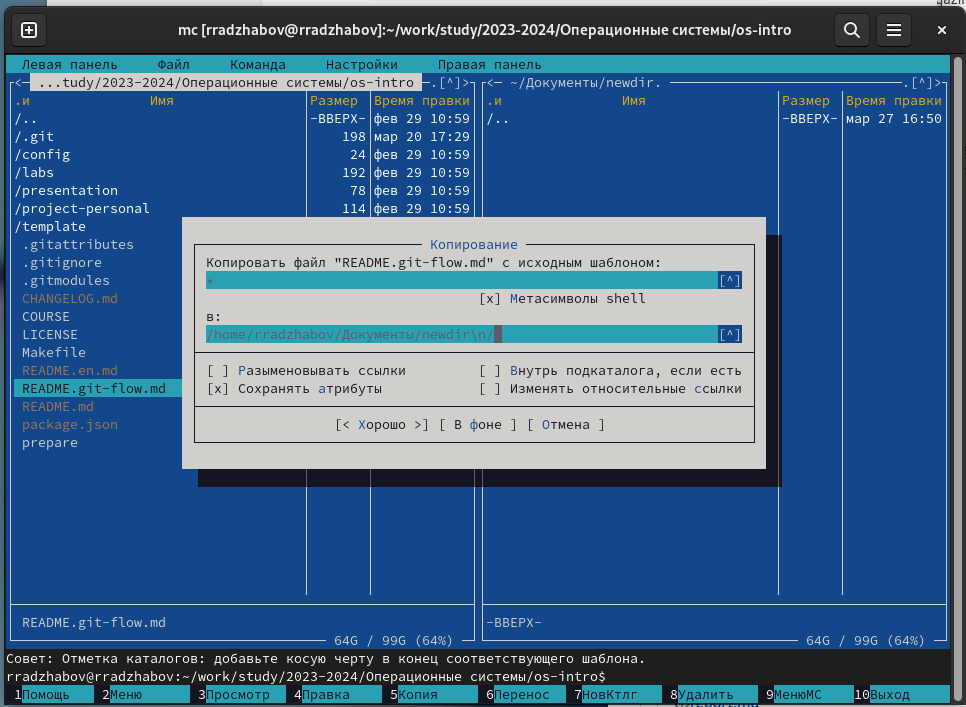 mc [rradzhabov@rradzhabov]:~/work/study/2023-2024/Операционные системы/os-intro
Левая панель Файл Команда Настройки Правая панель
<— ...tudy/2023-2024/Операционные системы/os-intro —.[^]> <— ~/Документы/newdir. —.[^]>
.и Имя Размер Время правки .и Имя Размер Время правки
/.. -ВВЕРХ- фев 29 10:59 /.. -ВВЕРХ- мар 27 16:50
/.git 198 мар 20 17:29
/config 24 фев 29 10:59
/labs 192 фев 29 10:59
/presentation 78 фев 29 10:59
/project-personal 114 фев 29 10:59
/template
.gitattributes
.gitignore
.gitmodules
CHANGELOG.md
COURSE
LICENSE
Makefile
README.en.md
README.git-flow.md
README.md
package.json
prepare
Копирование
Копировать файл "README.git-flow.md" с исходным шаблоном:
* [^]
[x] Метасимволы shell
в:
/home/rradzhabov/Документы/newdir\n/ [^]
[ ] Разыменовывать ссылки [ ] Внутрь подкаталога, если есть
[x] Сохранять атрибуты [ ] Изменять относительные ссылки
[< Хорошо >] [ В фоне ] [ Отмена ]
README.git-flow.md -ВВЕРХ-
64G / 99G (64%) 64G / 99G (64%)
Совет: Отметка каталогов: добавьте косую черту в конец соответствующего шаблона.
rradzhabov@rradzhabov:~/work/study/2023-2024/Операционные системы/os-intro$
1Помощь 2Меню 3Просмотр 4Правка 5Копия 6Перенос 7НовКтлг 8Удалить 9МенюMC 10Выход